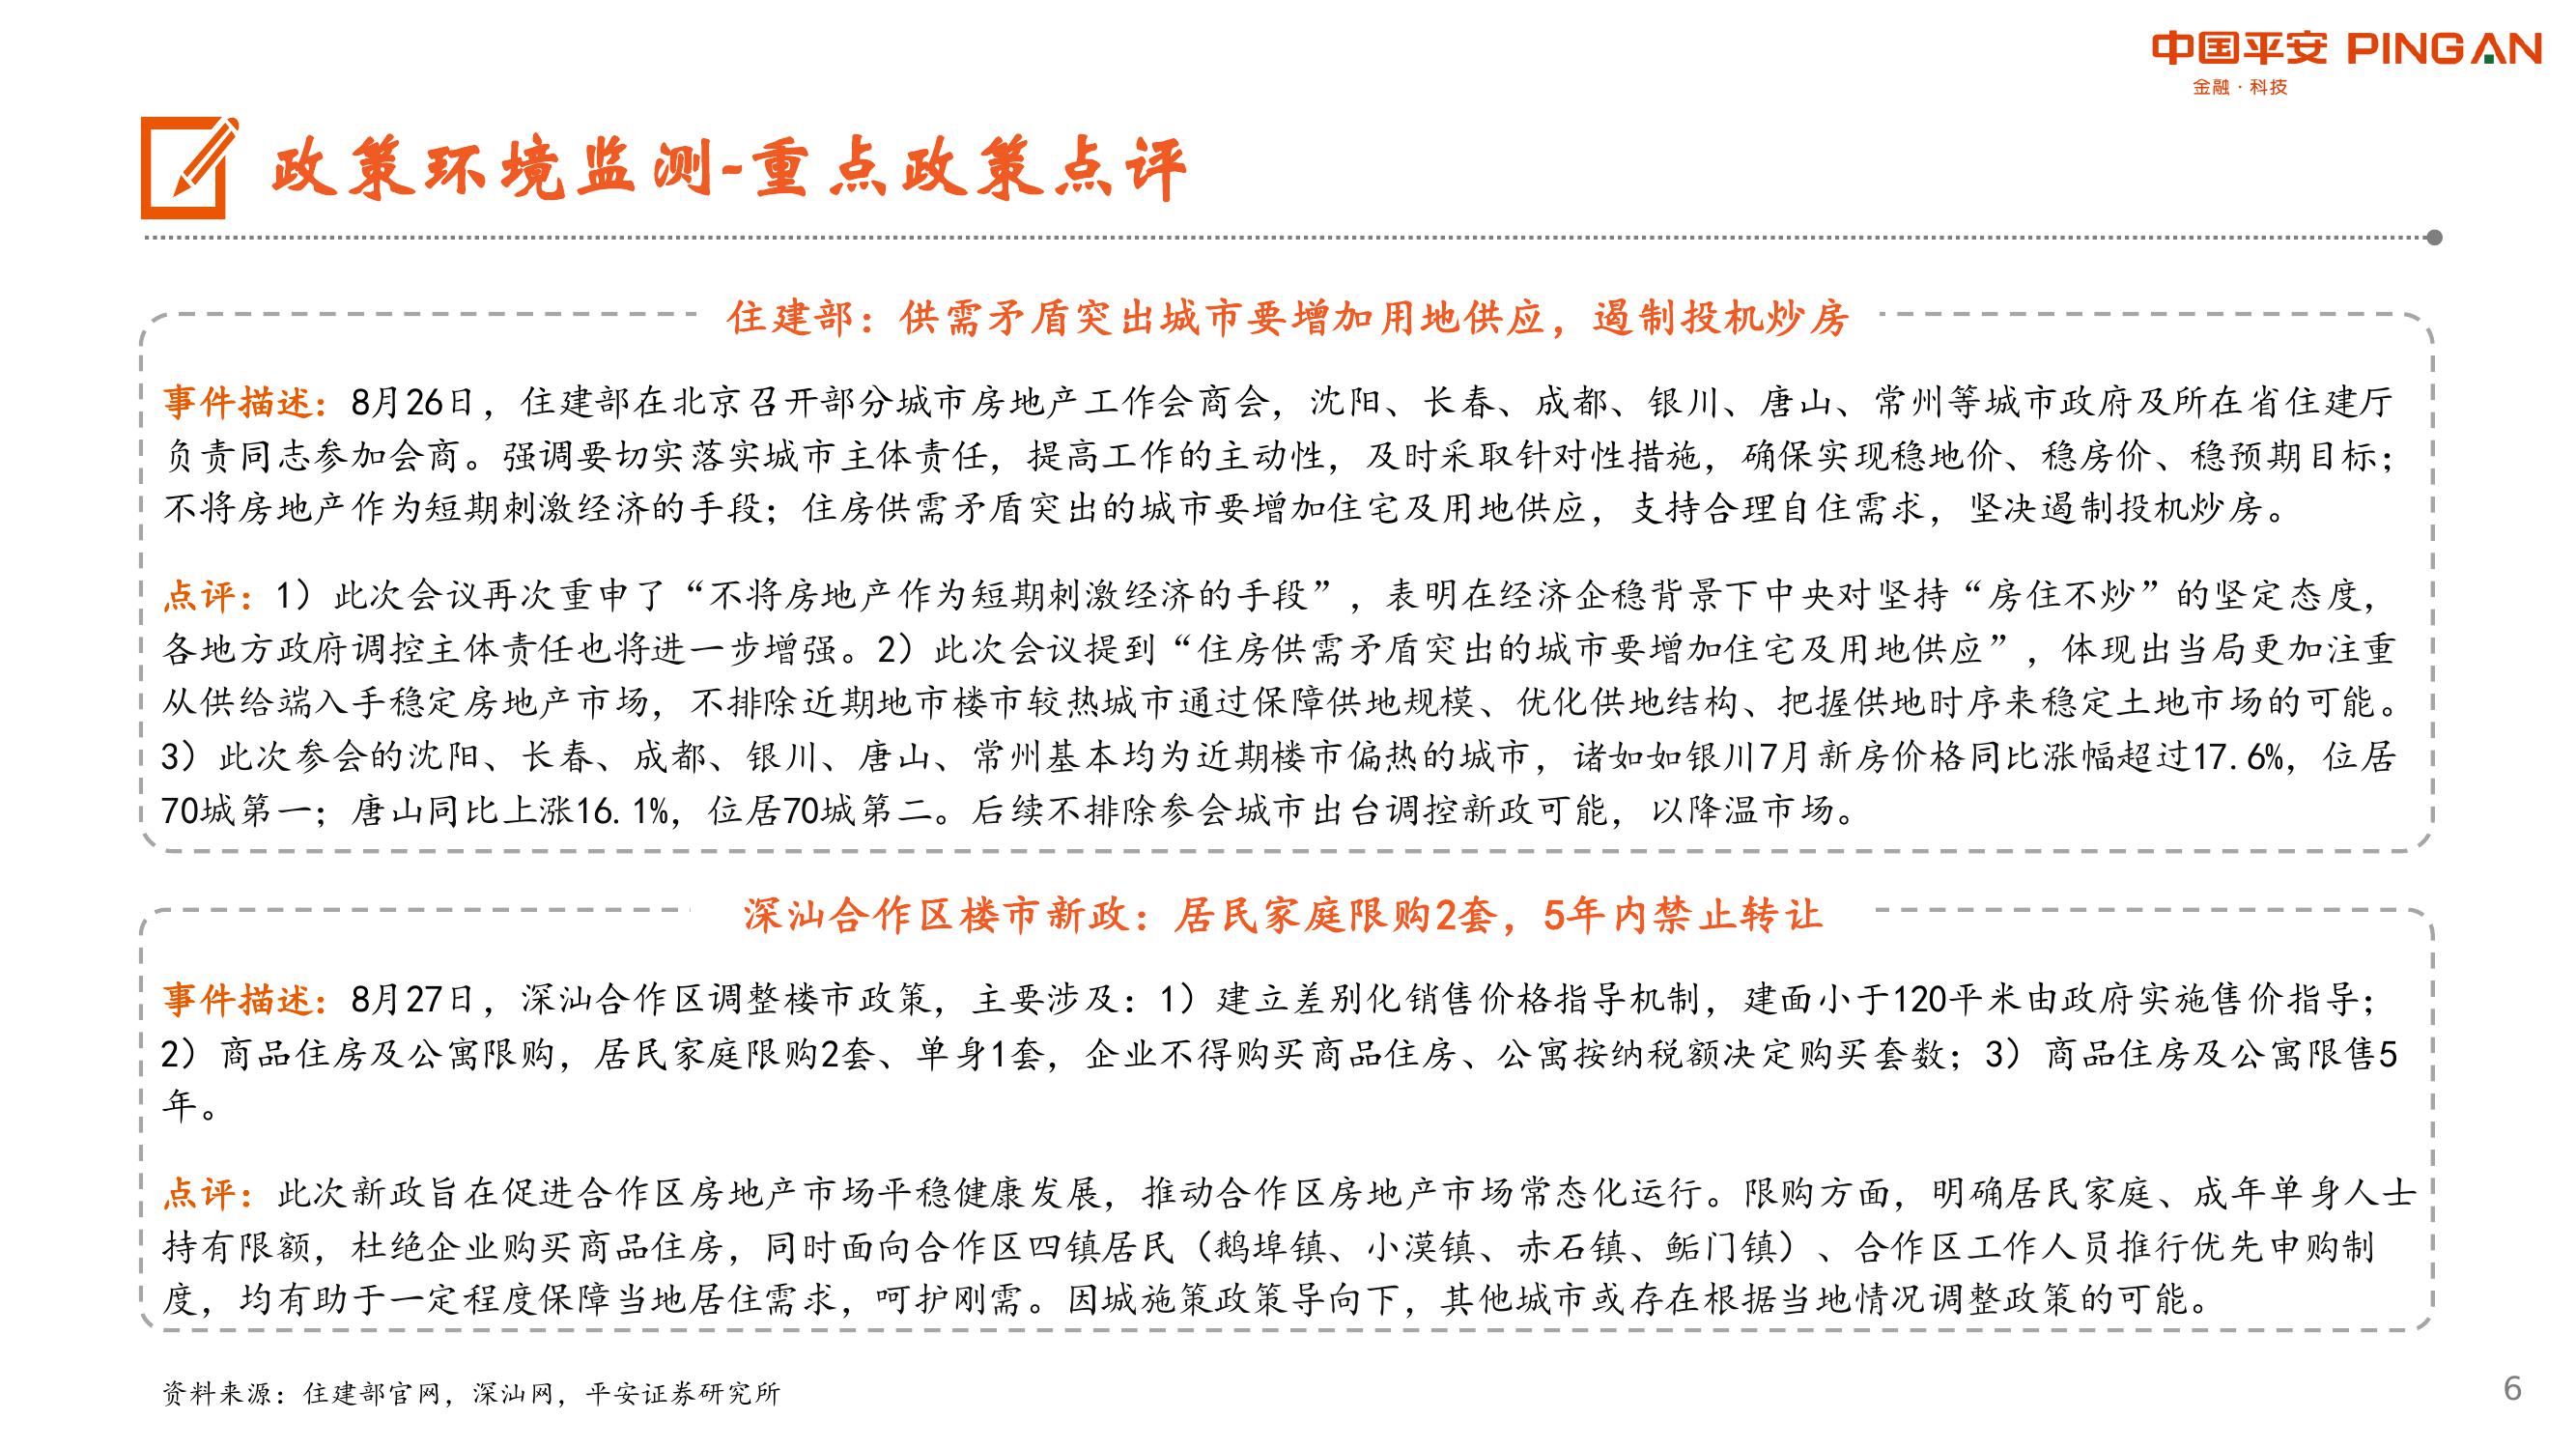 中国平安 PINGAN
金融·科技
政策环境监测-重点政策点评
住建部：供需矛盾突出城市要增加用地供应，遏制投机炒房
事件描述：8月26日，住建部在北京召开部分城市房地产工作会商会，沈阳、长春、成都、银川、唐山、常州等城市政府及所在省住建厅
负责同志参加会商。强调要切实落实城市主体责任，提高工作的主动性，及时采取针对性措施，确保实现稳地价、稳房价、稳预期目标；
不将房地产作为短期刺激经济的手段；住房供需矛盾突出的城市要增加住宅及用地供应，支持合理自住需求，坚决遏制投机炒房。
点评：1）此次会议再次重申了“不将房地产作为短期刺激经济的手段”，表明在经济企稳背景下中央对坚持“房住不炒”的坚定态度，
各地方政府调控主体责任也将进一步增强。2）此次会议提到“住房供需矛盾突出的城市要增加住宅及用地供应”，体现出当局更加注重
从供给端入手稳定房地产市场，不排除近期地市楼市较热城市通过保障供地规模、优化供地结构、把握供地时序来稳定土地市场的可能。
3）此次参会的沈阳、长春、成都、银川、唐山、常州基本均为近期楼市偏热的城市，诸如如银川7月新房价格同比涨幅超过17.6%，位居
70城第一；唐山同比上涨16.1%，位居70城第二。后续不排除参会城市出台调控新政可能，以降温市场。
深汕合作区楼市新政：居民家庭限购2套，5年内禁止转让
事件描述：8月27日，深汕合作区调整楼市政策，主要涉及：1）建立差别化销售价格指导机制，建面小于120平米由政府实施售价指导；
2）商品住房及公寓限购，居民家庭限购2套、单身1套，企业不得购买商品住房、公寓按纳税额决定购买套数；3）商品住房及公寓限售5
年。
点评：此次新政旨在促进合作区房地产市场平稳健康发展，推动合作区房地产市场常态化运行。限购方面，明确居民家庭、成年单身人士
持有限额，杜绝企业购买商品住房，同时面向合作区四镇居民（鹅埠镇、小漠镇、赤石镇、鲘门镇）、合作区工作人员推行优先申购制
度，均有助于一定程度保障当地居住需求，呵护刚需。因城施策政策导向下，其他城市或存在根据当地情况调整政策的可能。
资料来源：住建部官网，深汕网，平安证券研究所
6